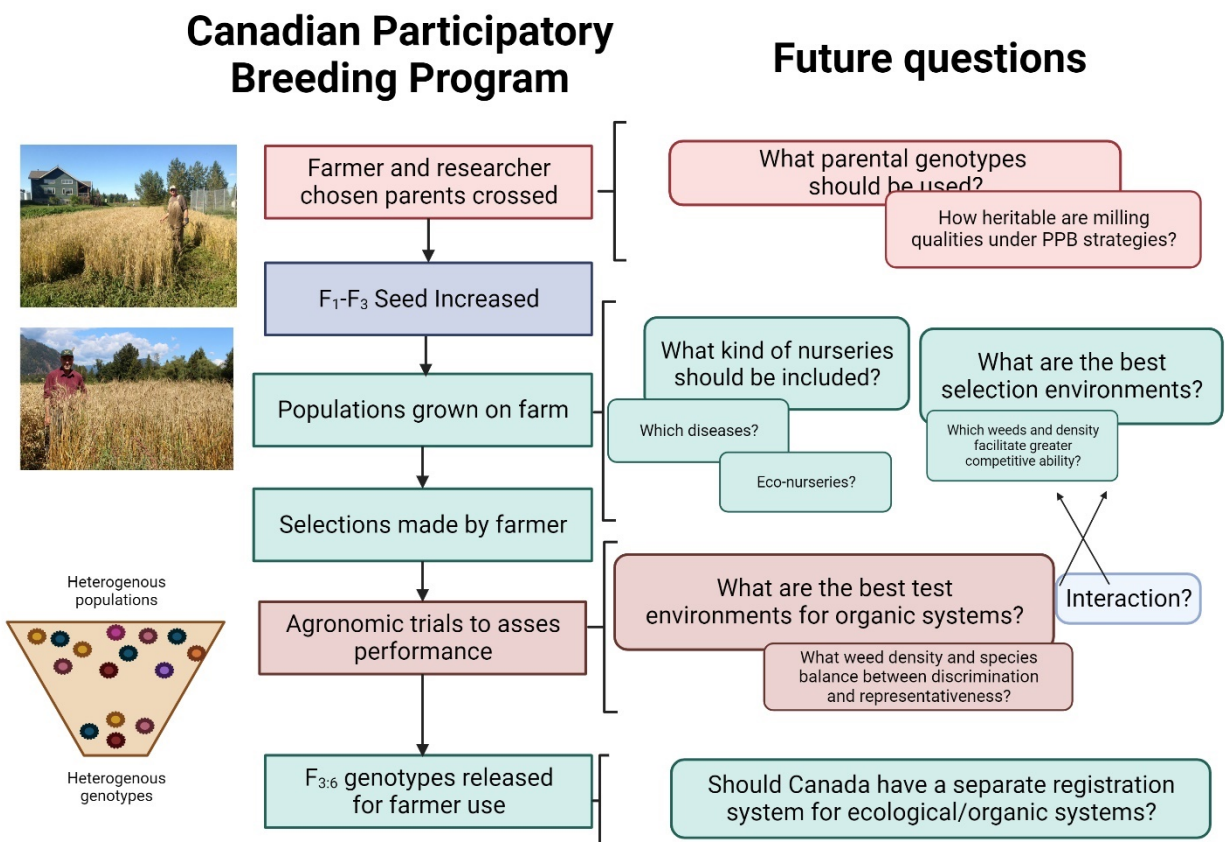 Canadian Participatory
Breeding Program
Future questions
Farmer and researcher
chosen parents crossed
What parental genotypes
should be used?
How heritable are milling
qualities under PPB strategies?
F₁-F₃ Seed Increased
Populations grown on farm
What kind of nurseries
should be included?
Which diseases?
Eco-nurseries?
What are the best
selection environments?
Which weeds and density
facilitate greater
competitive ability?
Selections made by farmer
Heterogenous
populations
Heterogenous
genotypes
Agronomic trials to asses
performance
What are the best test
environments for organic systems?
Interaction?
What weed density and species
balance between discrimination
and representativeness?
F₃:₆ genotypes released
for farmer use
Should Canada have a separate registration
system for ecological/organic systems?